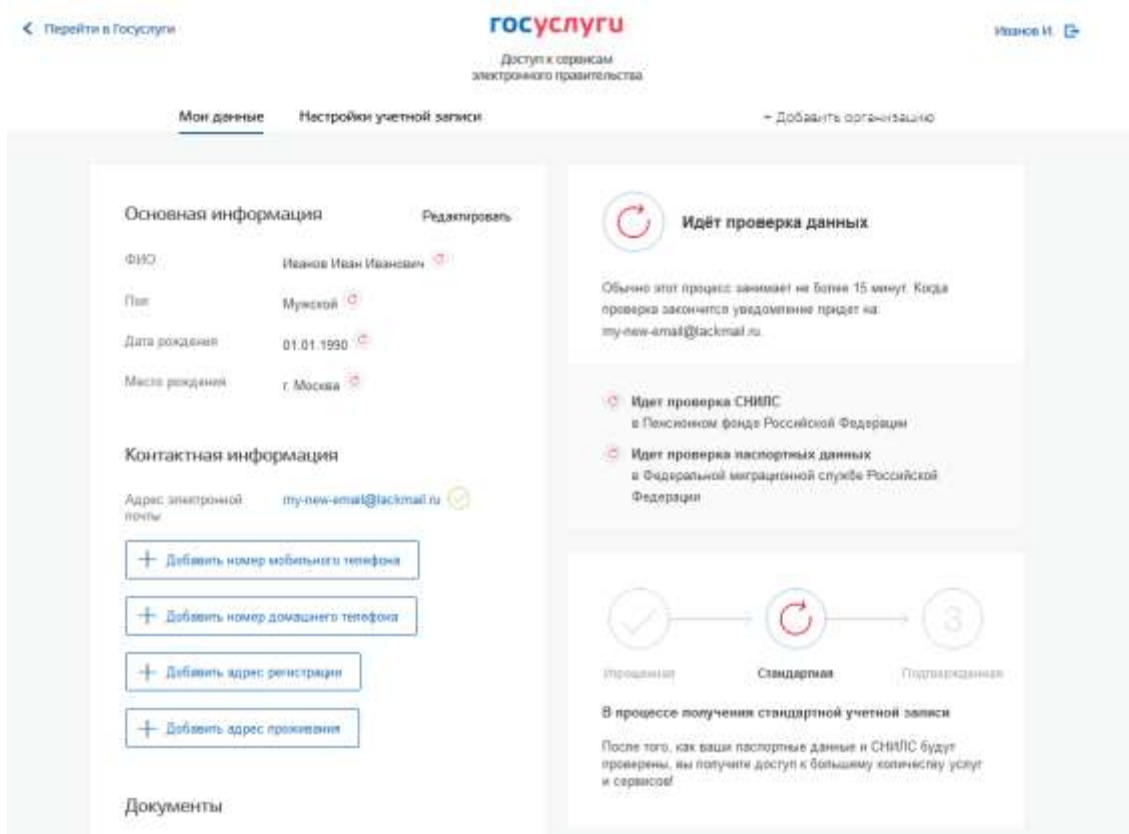 Перейти в Госуслуги
госуслуги
Иванов И.
Доступ к сервисам
электронного правительства
Мои данные
Настройки учетной записи
+ Добавить организацию
Основная информация
Редактировать
ФИО
Иванов Иван Иванович
Пол
Мужской
Дата рождения
01.01.1990
Место рождения
г. Москва
Контактная информация
Адрес электронной
почты
my-new-email@lackmail.ru
Добавить номер мобильного телефона
Добавить номер домашнего телефона
Добавить адрес регистрации
Добавить адрес проживания
Документы
Идёт проверка данных
Обычно этот процесс занимает не более 15 минут. Когда
проверка закончится уведомление придет на:
my-new-email@lackmail.ru.
Идет проверка СНИЛС
в Пенсионном фонде Российской Федерации
Идет проверка паспортных данных
в Федеральной миграционной службе Российской
Федерации
3
Упрощенная
Стандартная
Подтвержденная
В процессе получения стандартной учетной записи
После того, как ваши паспортные данные и СНИЛС будут
проверены, вы получите доступ к большему количеству услуг
и сервисов!